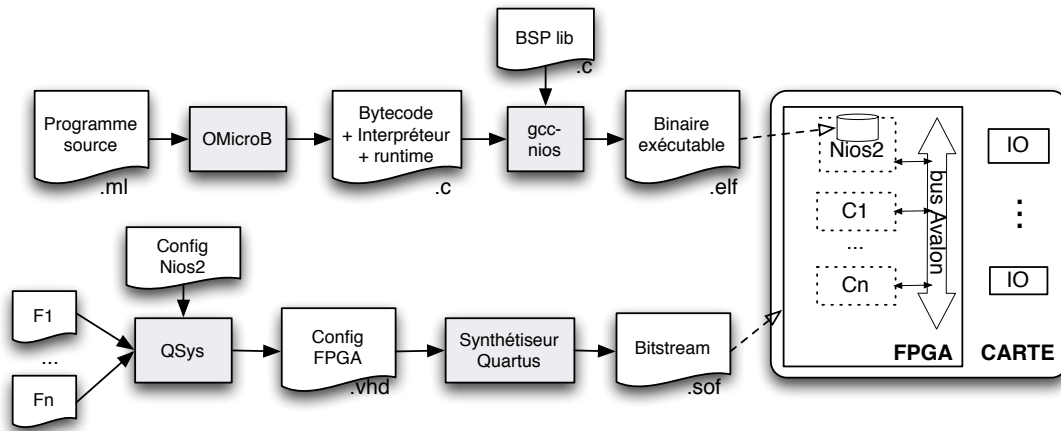 BSP lib
.c
Programme
source
.ml
OMicroB
Bytecode
+ Interpréteur
+ runtime
.c
gcc-
nios
Binaire
exécutable
.elf
Nios2
C1
...
Cn
bus Avalon
IO
IO
FPGA
CARTE
Config
Nios2
F1
...
Fn
QSys
Config
FPGA
.vhd
Synthétiseur
Quartus
Bitstream
.sof